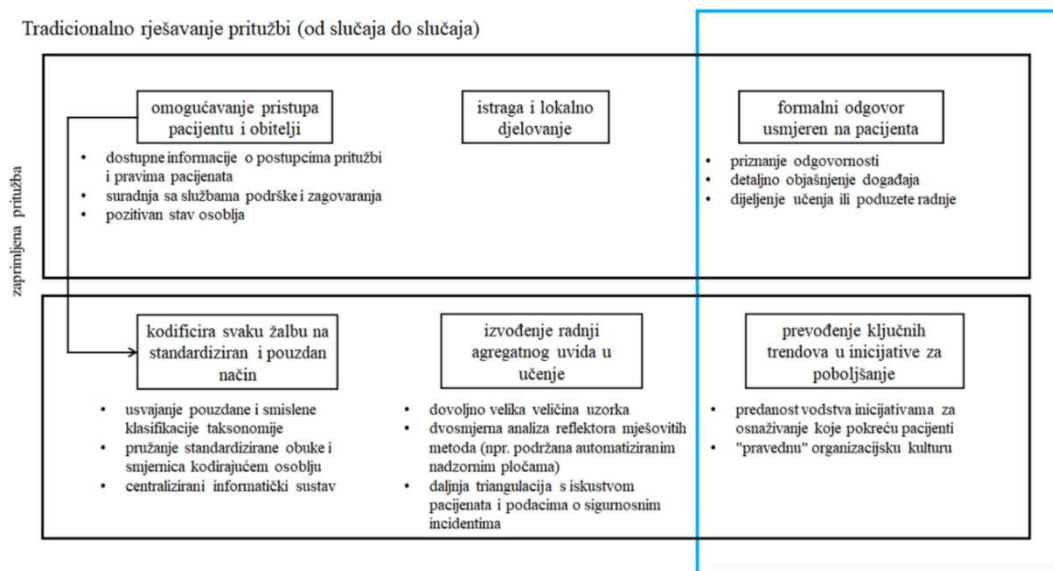 Tradicionalno rješavanje pritužbi (od slučaja do slučaja)
zaprimljena pritužba
omogućavanje pristupa
pacijentu i obitelji
• dostupne informacije o postupcima pritužbi
i pravima pacijenata
• suradnja sa službama podrške i zagovaranja
• pozitivan stav osoblja
istraga i lokalno
djelovanje
formalni odgovor
usmjeren na pacijenta
• priznanje odgovornosti
• detaljno objašnjenje događaja
• dijeljenje učenja ili poduzete radnje
kodificira svaku žalbu na
standardiziran i pouzdan
način
• usvajanje pouzdane i smislene
klasifikacije taksonomije
• pružanje standardizirane obuke i
smjernica kodirajućem osoblju
• centralizirani informatički sustav
izvođenje radnji
agregatnog uvida u
učenje
• dovoljno velika veličina uzorka
• dvosmjerna analiza reflektora mješovitih
metoda (npr. podržana automatiziranim
nadzornim pločama)
• daljnja triangulacija s iskustvom
pacijenata i podacima o sigurnosnim
incidentima
prevođenje ključnih
trendova u inicijative za
poboljšanje
• predanost vodstva inicijativama za
osnaživanje koje pokreću pacijenti
• "pravednu" organizacijsku kulturu